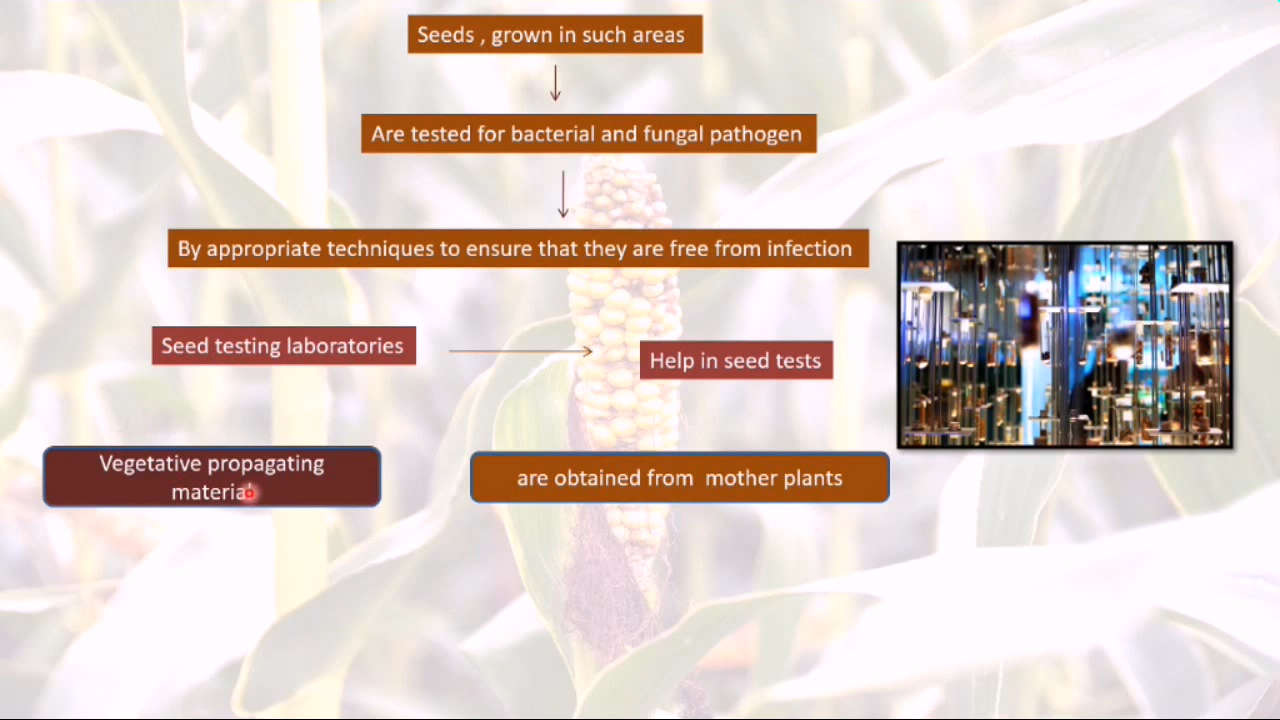 Seeds , grown in such areas
Are tested for bacterial and fungal pathogen
By appropriate techniques to ensure that they are free from infection
Seed testing laboratories
Help in seed tests
Vegetative propagating
material
are obtained from mother plants